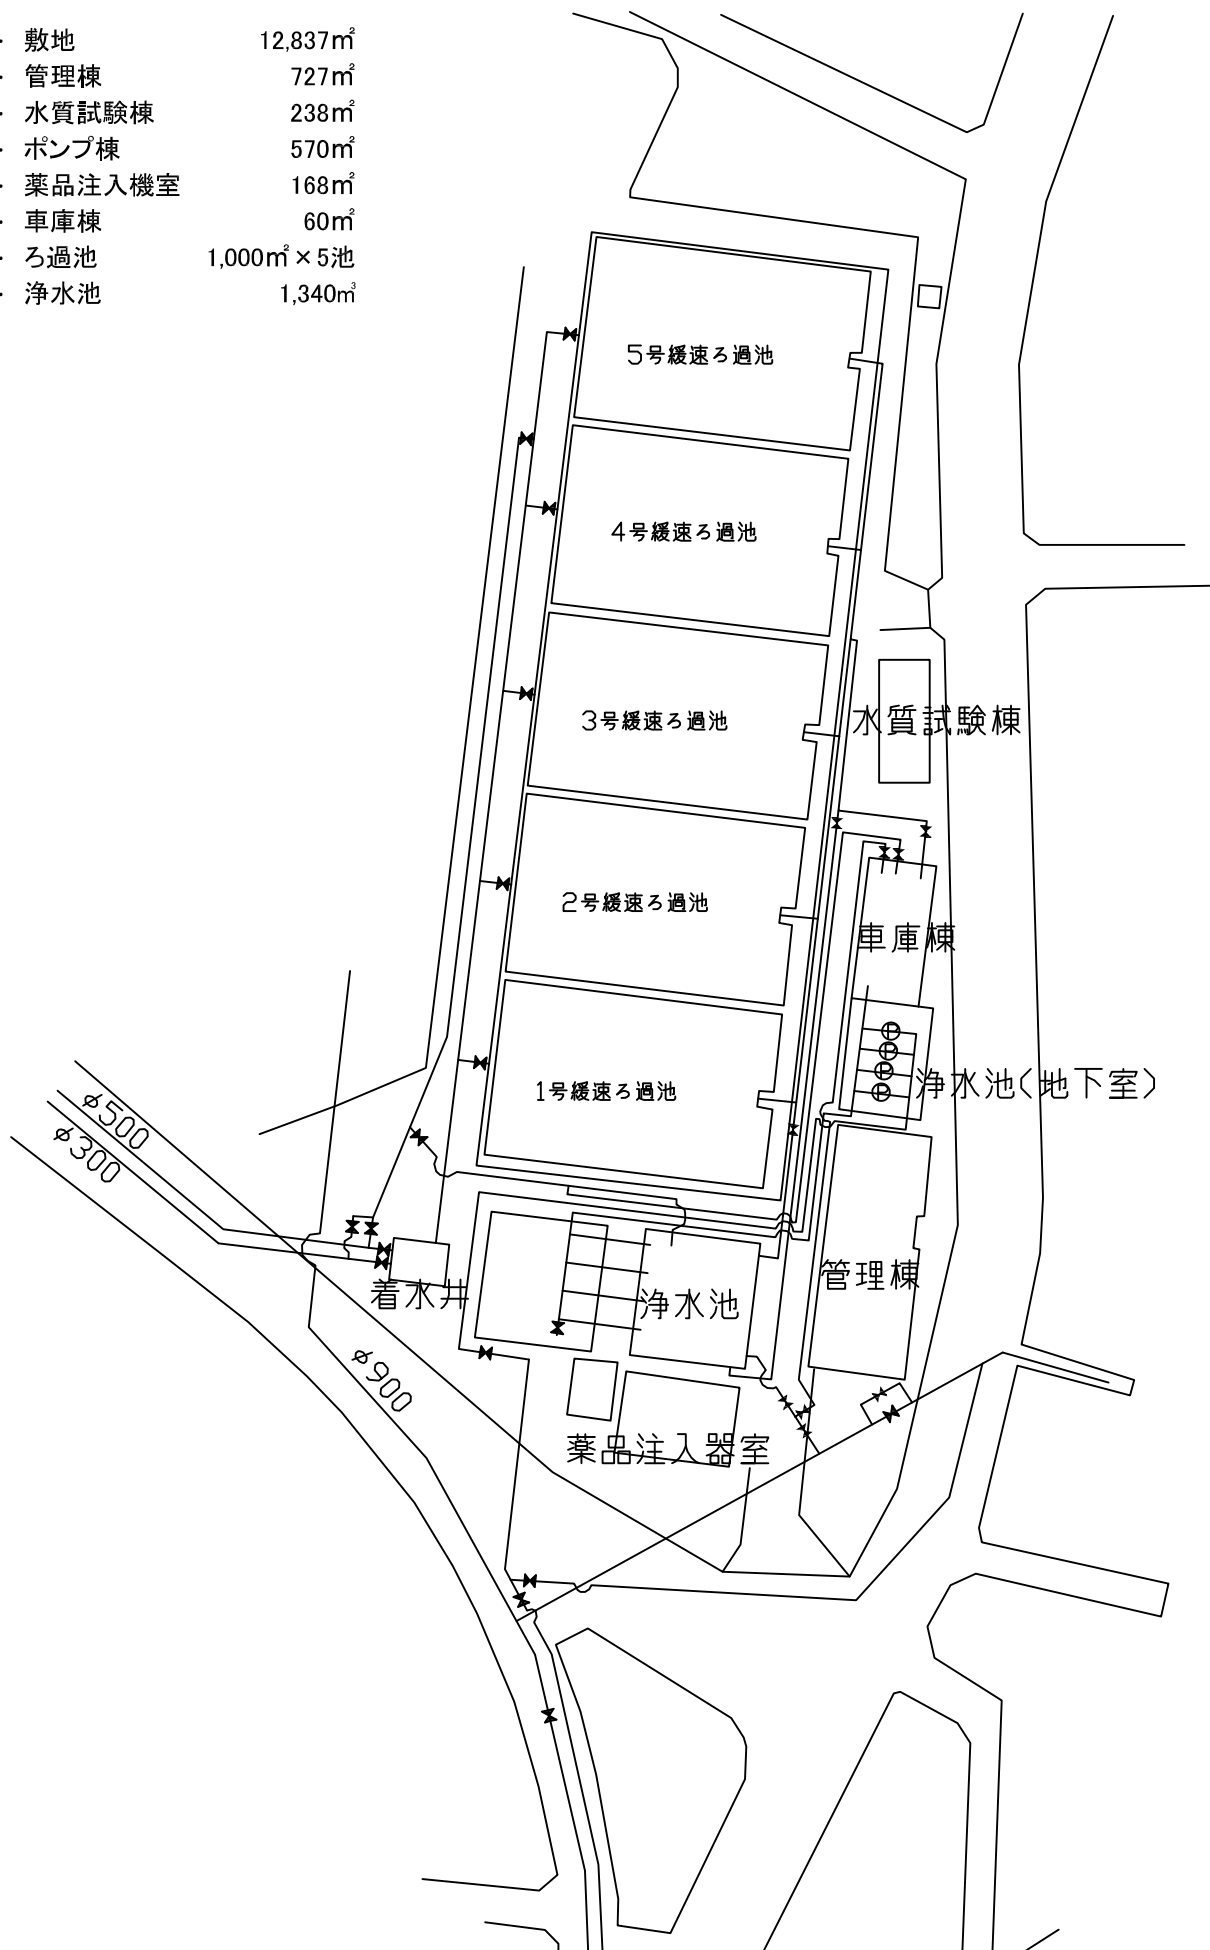 ・ 敷地 12,837㎡
・ 管理棟 727㎡
・ 水質試験棟 238㎡
・ ポンプ棟 570㎡
・ 薬品注入機室 168㎡
・ 車庫棟 60㎡
・ ろ過池 1,000㎡×5池
・ 浄水池 1,340㎥
5号緩速ろ過池
4号緩速ろ過池
3号緩速ろ過池
水質試験棟
2号緩速ろ過池
車庫棟
P
P
P
P
1号緩速ろ過池
浄水池(地下室)
φ500
φ300
管理棟
着水井
浄水池
φ900
薬品注入器室